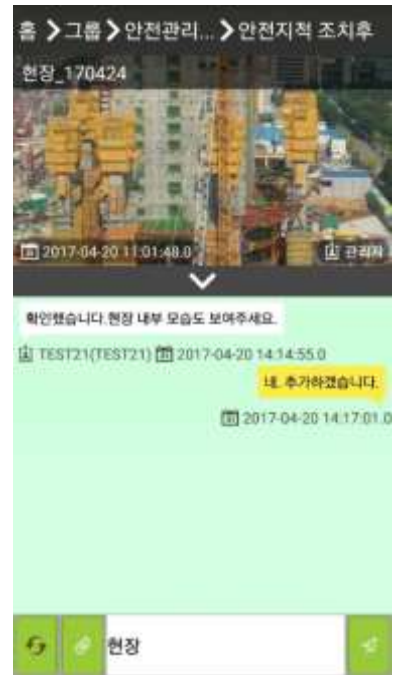 홈 > 그룹 > 안전관리... > 안전지적 조치후
현장_170424
2017-04-20 11:01:48.0 관리자
확인했습니다.현장 내부 모습도 보여주세요.
TEST21(TEST21) 2017-04-20 14:14:55.0
네. 추가하겠습니다.
2017-04-20 14:17:01.0
현장